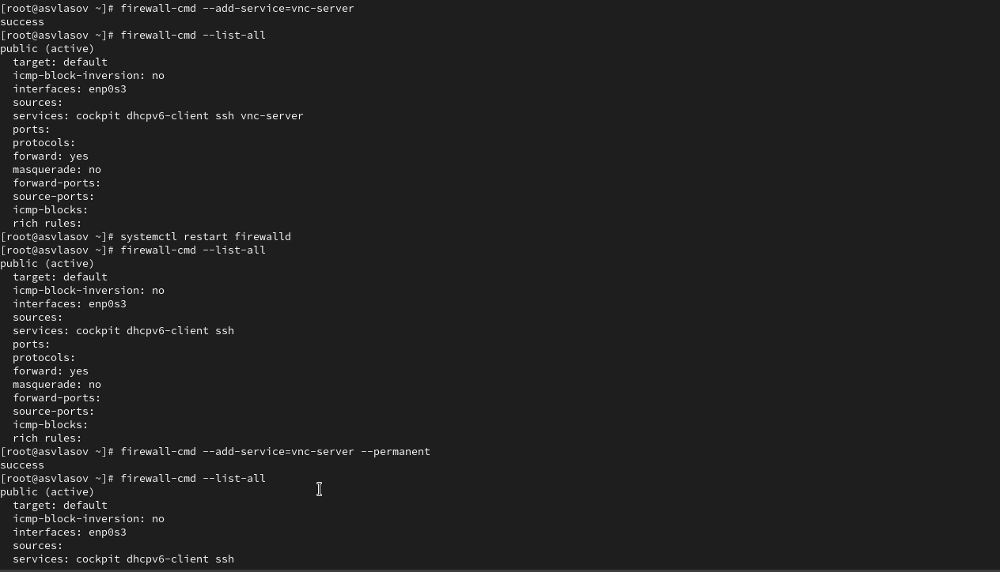 [root@asvlasov ~]# firewall-cmd --add-service=vnc-server
success
[root@asvlasov ~]# firewall-cmd --list-all
public (active)
  target: default
  icmp-block-inversion: no
  interfaces: enp0s3
  sources:
  services: cockpit dhcpv6-client ssh vnc-server
  ports:
  protocols:
  forward: yes
  masquerade: no
  forward-ports:
  source-ports:
  icmp-blocks:
  rich rules:
[root@asvlasov ~]# systemctl restart firewalld
[root@asvlasov ~]# firewall-cmd --list-all
public (active)
  target: default
  icmp-block-inversion: no
  interfaces: enp0s3
  sources:
  services: cockpit dhcpv6-client ssh
  ports:
  protocols:
  forward: yes
  masquerade: no
  forward-ports:
  source-ports:
  icmp-blocks:
  rich rules:
[root@asvlasov ~]# firewall-cmd --add-service=vnc-server --permanent
success
[root@asvlasov ~]# firewall-cmd --list-all
public (active)
  target: default
  icmp-block-inversion: no
  interfaces: enp0s3
  sources:
  services: cockpit dhcpv6-client ssh